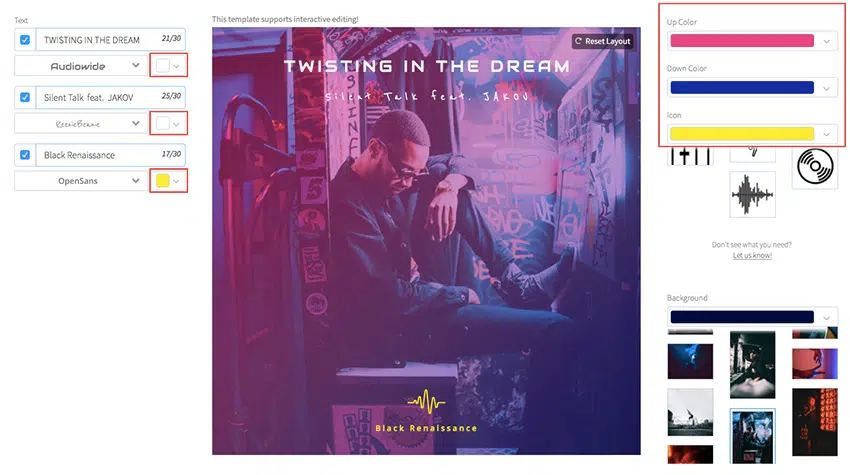 Text
This template supports interactive editing!
TWISTING IN THE DREAM 21/30
Audiowide
Silent Talk feat. JAKOV 25/30
ReenieBeanie
Black Renaissance 17/30
OpenSans
Reset Layout
TWISTING IN THE DREAM
Silent Talk feat. JAKOV
Black Renaissance
Up Color
Down Color
Icon
Don't see what you need?
Let us know!
Background